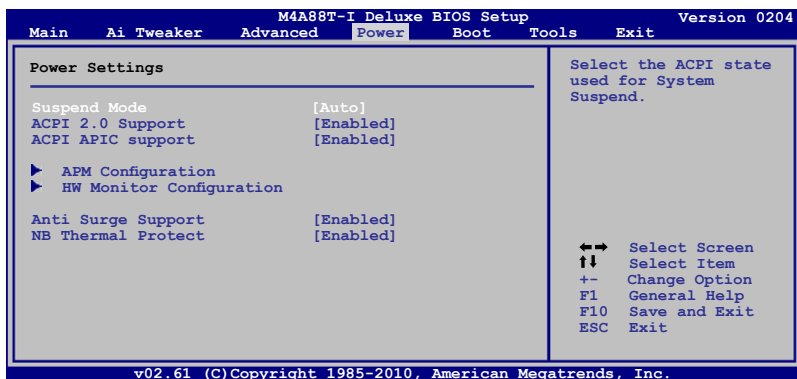 M4A88T-I Deluxe BIOS Setup Version 0204
Main Ai Tweaker Advanced Power Boot Tools Exit
Power Settings
Suspend Mode [Auto]
ACPI 2.0 Support [Enabled]
ACPI APIC support [Enabled]
APM Configuration
HW Monitor Configuration
Anti Surge Support [Enabled]
NB Thermal Protect [Enabled]
Select the ACPI state
used for System
Suspend.
←→ Select Screen
↑↓ Select Item
+- Change Option
F1 General Help
F10 Save and Exit
ESC Exit
v02.61 (C)Copyright 1985-2010, American Megatrends, Inc.